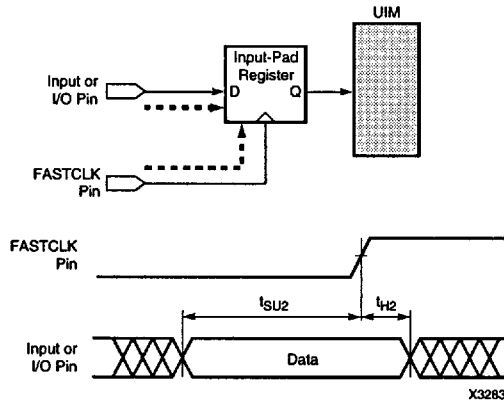 UIM
Input-Pad
Register
Input or
I/O Pin
D
Q
FASTCLK
Pin
FASTCLK
Pin
tSU2
tH2
Input or
I/O Pin
Data
X3283